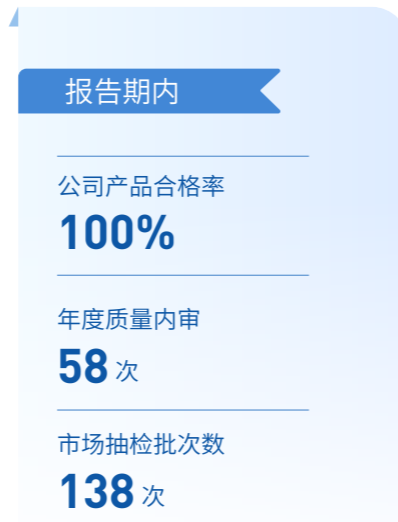 报告期内
公司产品合格率
100%
年度质量内审
58 次
市场抽检批次数
138 次